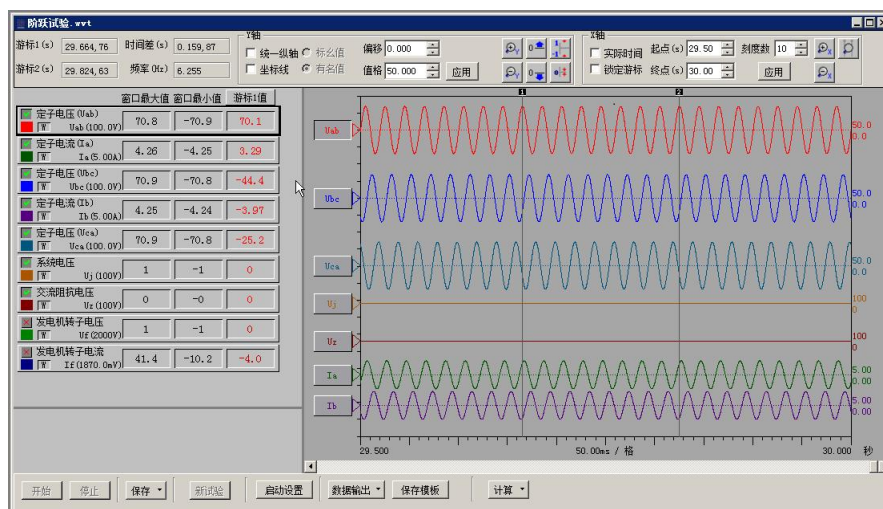 阶跃试验.wvt
游标1(s) 29.664,76 时间差(s) 0.159,87
游标2(s) 29.824,63 频率(Hz) 6.255
Y轴
统一纵轴 标幺值 偏移 0.000
坐标线 有名值 值格 50.000 应用
X轴
实际时间 起点(s) 29.50 刻度数 10
锁定游标 终点(s) 30.00 应用
窗口最大值 窗口最小值 游标1值
定子电压(Uab)
W Uab(100.0V) 70.8 -70.9 70.1
定子电流(Ia)
W Ia(5.00A) 4.26 -4.25 3.29
定子电压(Ubc)
W Ubc(100.0V) 70.9 -70.8 -44.4
定子电流(Ib)
W Ib(5.00A) 4.25 -4.24 -3.97
定子电压(Uca)
W Uca(100.0V) 70.9 -70.8 -25.2
系统电压
W Uj(100V) 1 -1 0
交流阻抗电压
W Uz(100V) 0 -0 0
发电机转子电压
W Uf(2000V) 1 -1 0
发电机转子电流
W If(1870.0mV) 41.4 -10.2 -4.0
1 2
Uab 50.0
0.0
Ubc 50.0
0.0
Uca 50.0
0.0
Uj 100
0
Uz 100
0
Ia 5.00
0.00
Ib 5.00
0.00
29.500 50.00ms / 格 30.000 秒
开始 停止 保存 新试验 启动设置 数据输出 保存模板 计算